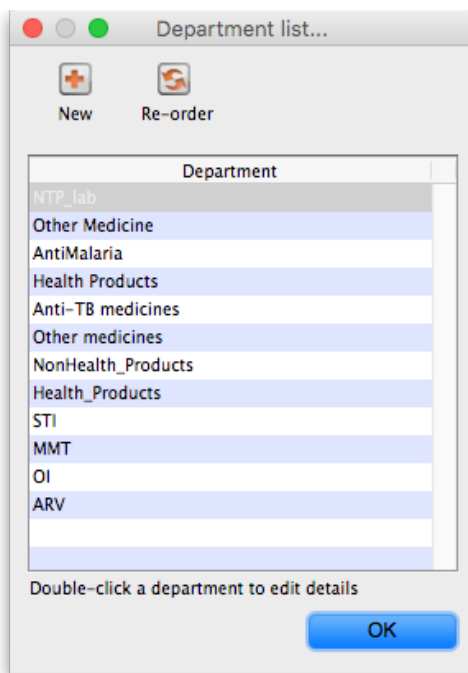 Department list...
New Re-order
Department
NTP_lab
Other Medicine
AntiMalaria
Health Products
Anti-TB medicines
Other medicines
NonHealth_Products
Health_Products
STI
MMT
OI
ARV
Double-click a department to edit details
OK